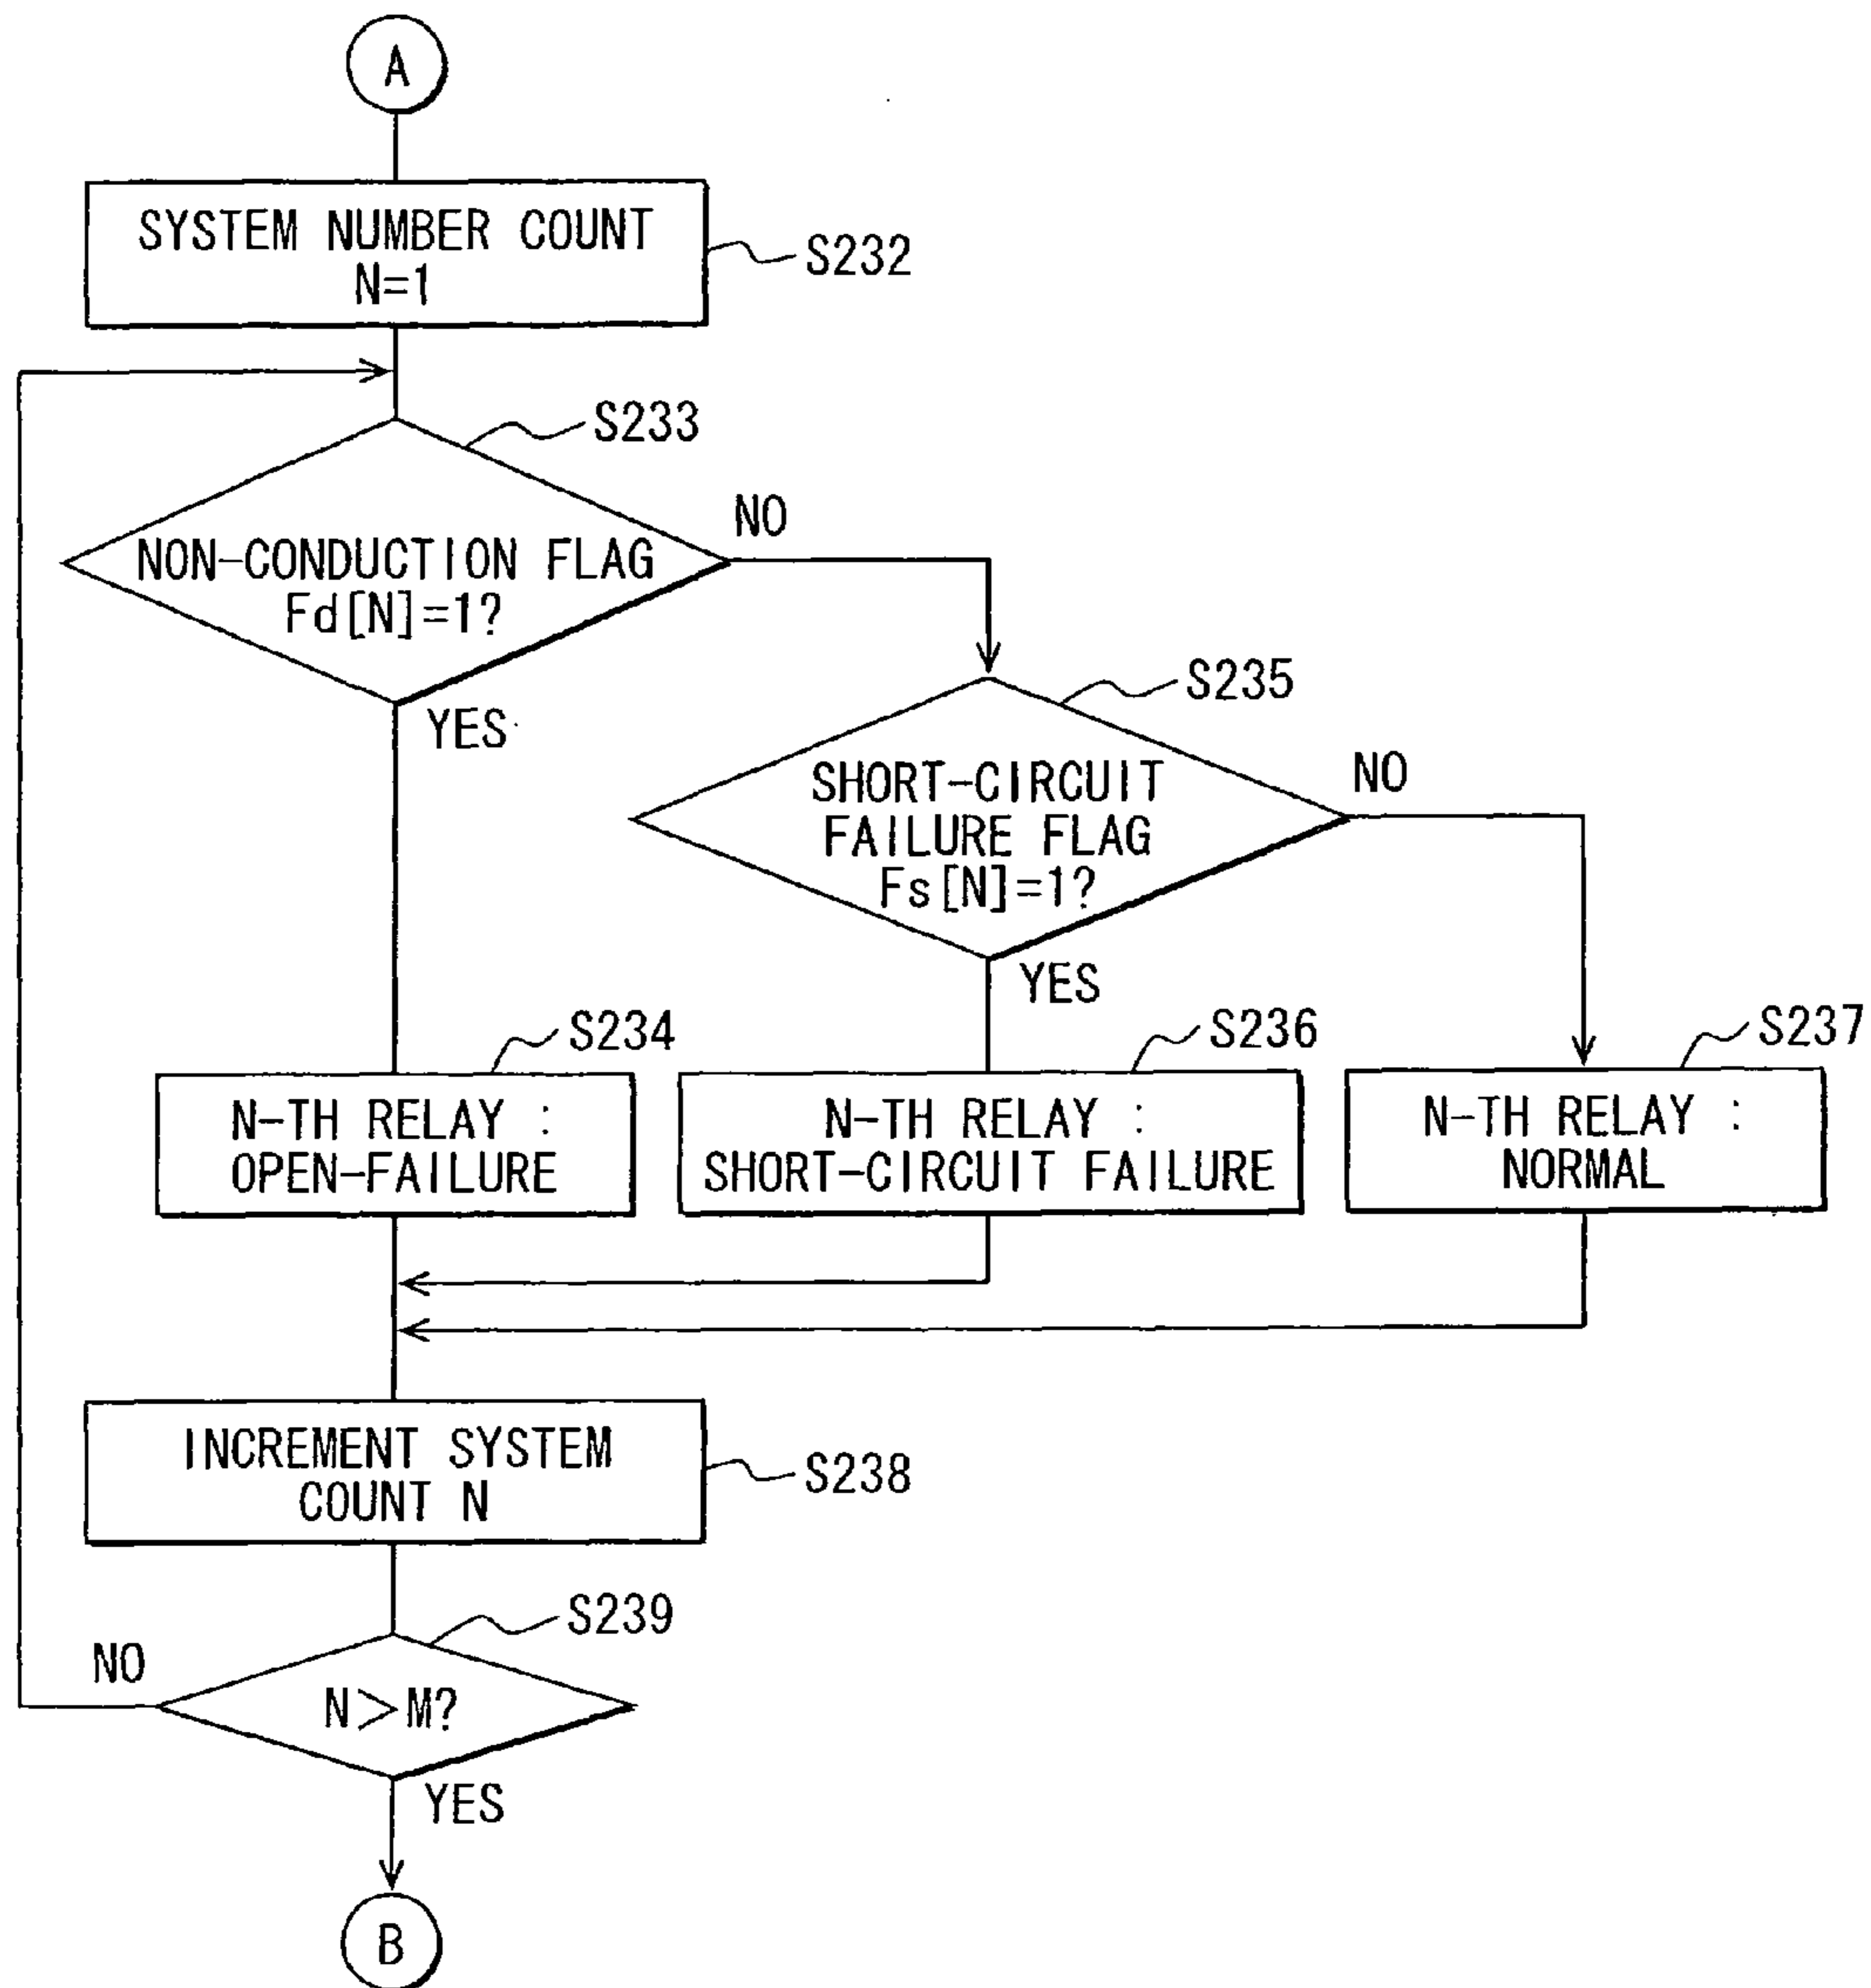 A
SYSTEM NUMBER COUNT
N=1
S232
S233
NON-CONDUCTION FLAG
Fd[N]=1?
NO
YES
S235
SHORT-CIRCUIT
FAILURE FLAG
Fs[N]=1?
NO
YES
S234
N-TH RELAY :
OPEN-FAILURE
S236
N-TH RELAY :
SHORT-CIRCUIT FAILURE
S237
N-TH RELAY :
NORMAL
INCREMENT SYSTEM
COUNT N
S238
S239
N>M?
NO
YES
B